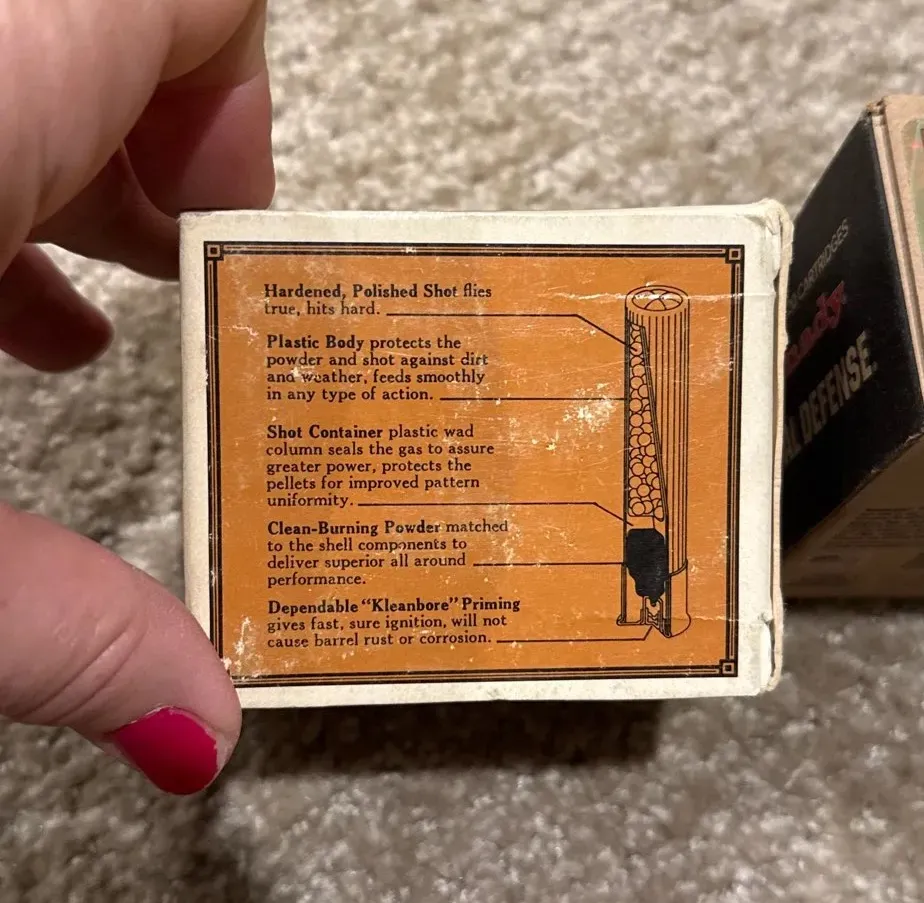 Hardened, Polished Shot flies
true, hits hard.
Plastic Body protects the
powder and shot against dirt
and weather, feeds smoothly
in any type of action.
Shot Container plastic wad
column seals the gas to assure
greater power, protects the
pellets for improved pattern
uniformity.
Clean-Burning Powder matched
to the shell components to
deliver superior all around
performance.
Dependable "Kleanbore" Priming
gives fast, sure ignition, will not
cause barrel rust or corrosion.
CARTRIDGES
DEFENSE